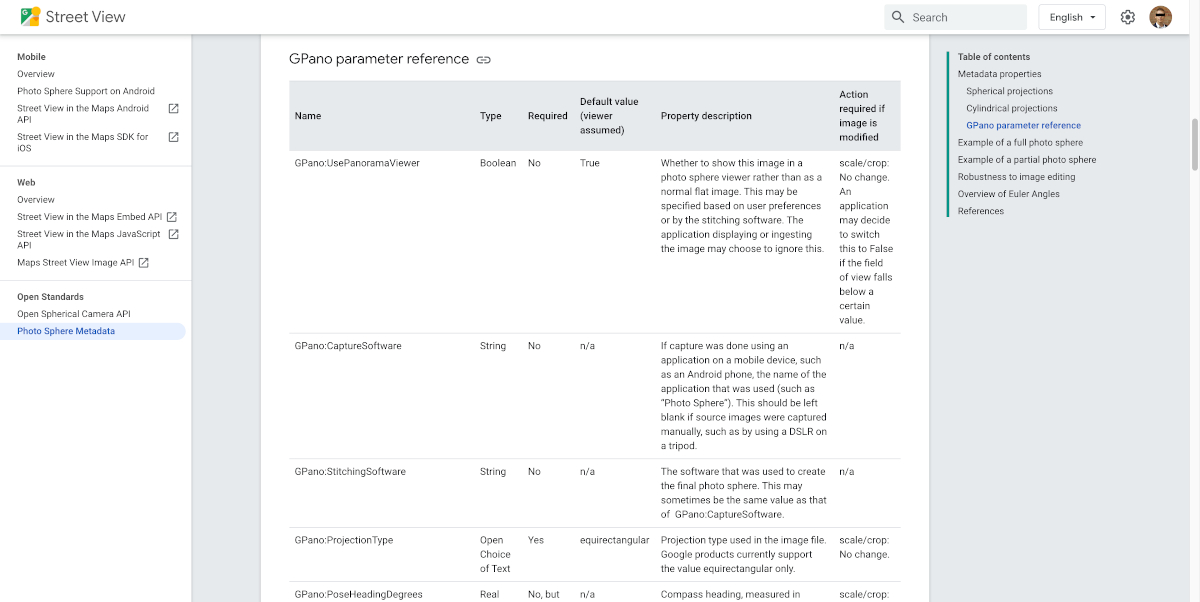 Street View
Search
English
Mobile
Overview
Photo Sphere Support on Android
Street View in the Maps Android
API
Street View in the Maps SDK for
iOS
Web
Overview
Street View in the Maps Embed API
Street View in the Maps JavaScript
API
Maps Street View Image API
Open Standards
Open Spherical Camera API
Photo Sphere Metadata
GPano parameter reference
Name
Type
Required
Default value
(viewer
assumed)
Property description
Action
required if
image is
modified
GPano:UsePanoramaViewer
Boolean
No
True
Whether to show this image in a
photo sphere viewer rather than as a
normal flat image. This may be
specified based on user preferences
or by the stitching software. The
application displaying or ingesting
the image may choose to ignore this.
scale/crop:
No change.
An
application
may decide
to switch
this to False
if the field
of view falls
below a
certain
value.
GPano:CaptureSoftware
String
No
n/a
If capture was done using an
application on a mobile device, such
as an Android phone, the name of the
application that was used (such as
“Photo Sphere”). This should be left
blank if source images were captured
manually, such as by using a DSLR on
a tripod.
n/a
GPano:StitchingSoftware
String
No
n/a
The software that was used to create
the final photo sphere. This may
sometimes be the same value as that
of GPano:CaptureSoftware.
n/a
GPano:ProjectionType
Open
Choice
of Text
Yes
equirectangular
Projection type used in the image file.
Google products currently support
the value equirectangular only.
scale/crop:
No change.
GPano:PoseHeadingDegrees
Real
No, but
n/a
Compass heading, measured in
scale/crop:
Table of contents
Metadata properties
Spherical projections
Cylindrical projections
GPano parameter reference
Example of a full photo sphere
Example of a partial photo sphere
Robustness to image editing
Overview of Euler Angles
References